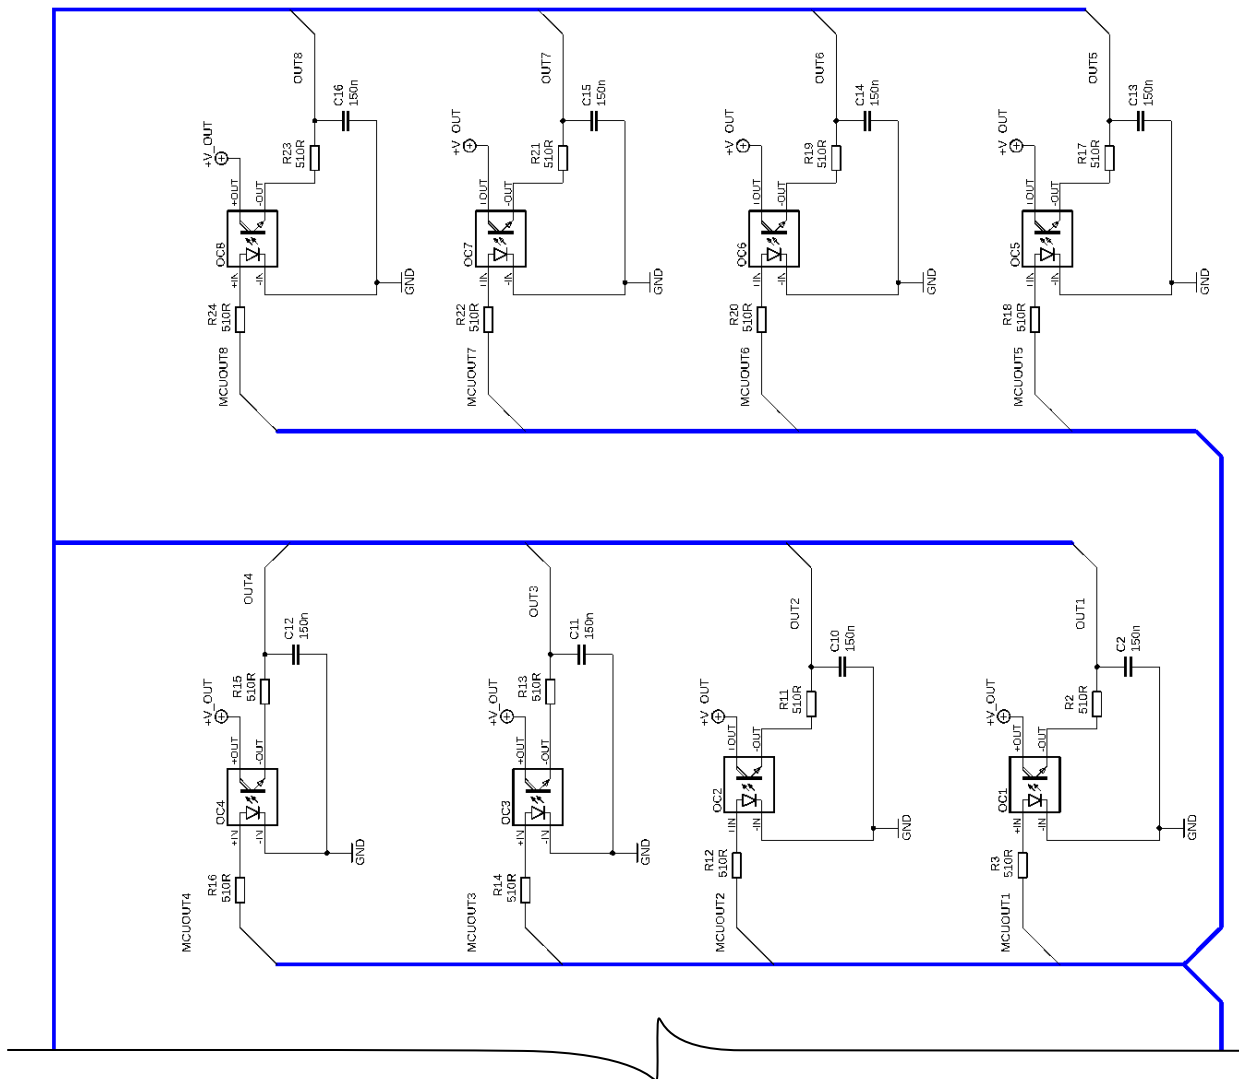 OUT8
C16
150n
+V_OUT
R23
510R
+OUT
-OUT
OC8
+IN
-IN
GND
R24
510R
MCUOUT8
OUT7
C15
150n
+V OUT
R21
510R
OUT
-OUT
OC7
IN
-IN
GND
R22
510R
MCUOUT7
OUT6
C14
150n
+V OUT
R19
510R
OUT
-OUT
OC6
IN
-IN
GND
R20
510R
MCUOUT6
OUT5
C13
150n
+V OUT
R17
510R
OUT
-OUT
OC5
IN
-IN
GND
R18
510R
MCUOUT5
OUT4
C12
150n
+V_OUT
R15
510R
+OUT
-OUT
OC4
+IN
-IN
GND
R16
510R
MCUOUT4
OUT3
C11
150n
+V_OUT
R13
510R
+OUT
-OUT
OC3
+IN
-IN
GND
R14
510R
MCUOUT3
OUT2
C10
150n
+V_OUT
R11
510R
OUT
-OUT
OC2
IN
-IN
GND
R12
510R
MCUOUT2
OUT1
C2
150n
+V_OUT
R2
510R
+OUT
-OUT
OC1
+IN
-IN
GND
R3
510R
MCUOUT1